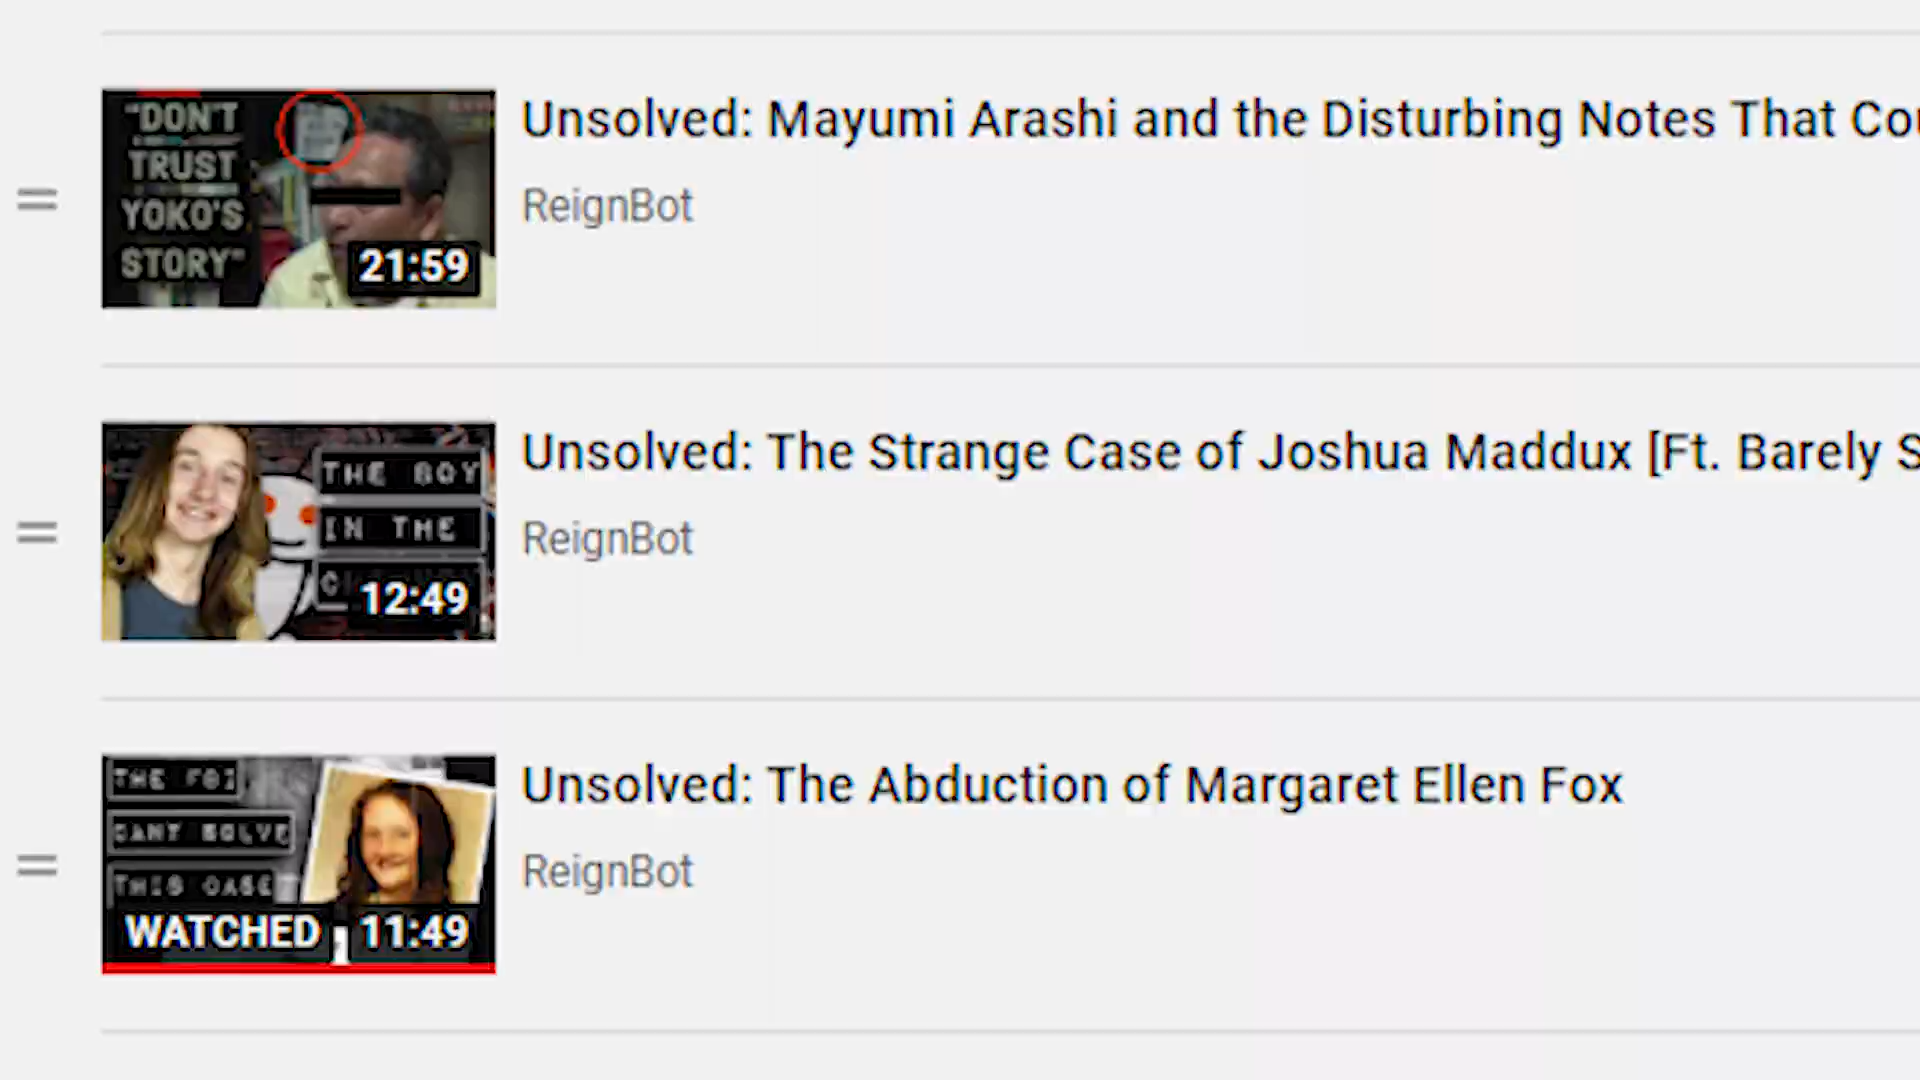 "DON'T
TRUST
YOKO'S
STORY"
21:59
Unsolved: Mayumi Arashi and the Disturbing Notes That
ReignBot
THE BOY
IN THE
12:49
Unsolved: The Strange Case of Joshua Maddux [Ft. Barely
ReignBot
THE FBI
CANT SOLVE
THIS CASE
WATCHED
11:49
Unsolved: The Abduction of Margaret Ellen Fox
ReignBot